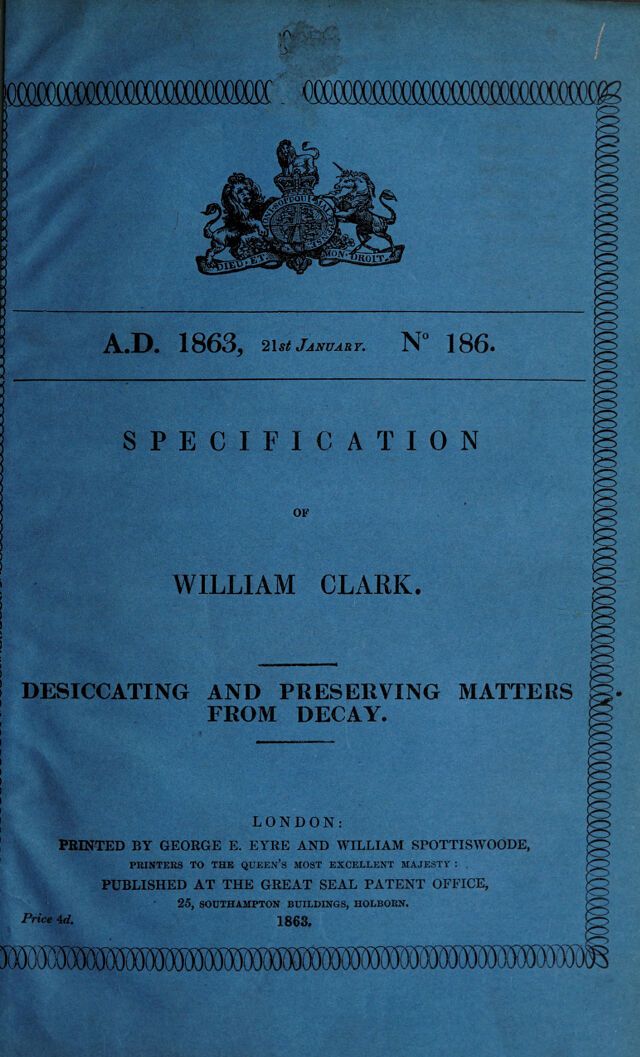 DIEU ET MON DROIT.
A.D. 1863, 21st JANUARY. Nº 186.
SPECIFICATION
OF
WILLIAM CLARK.
DESICCATING AND PRESERVING MATTERS
FROM DECAY.
LONDON:
PRINTED BY GEORGE E. EYRE AND WILLIAM SPOTTISWOODE,
PRINTERS TO THE QUEEN'S MOST EXCELLENT MAJESTY:
PUBLISHED AT THE GREAT SEAL PATENT OFFICE,
25, SOUTHAMPTON BUILDINGS, HOLBORN.
Price 4d.
1863.